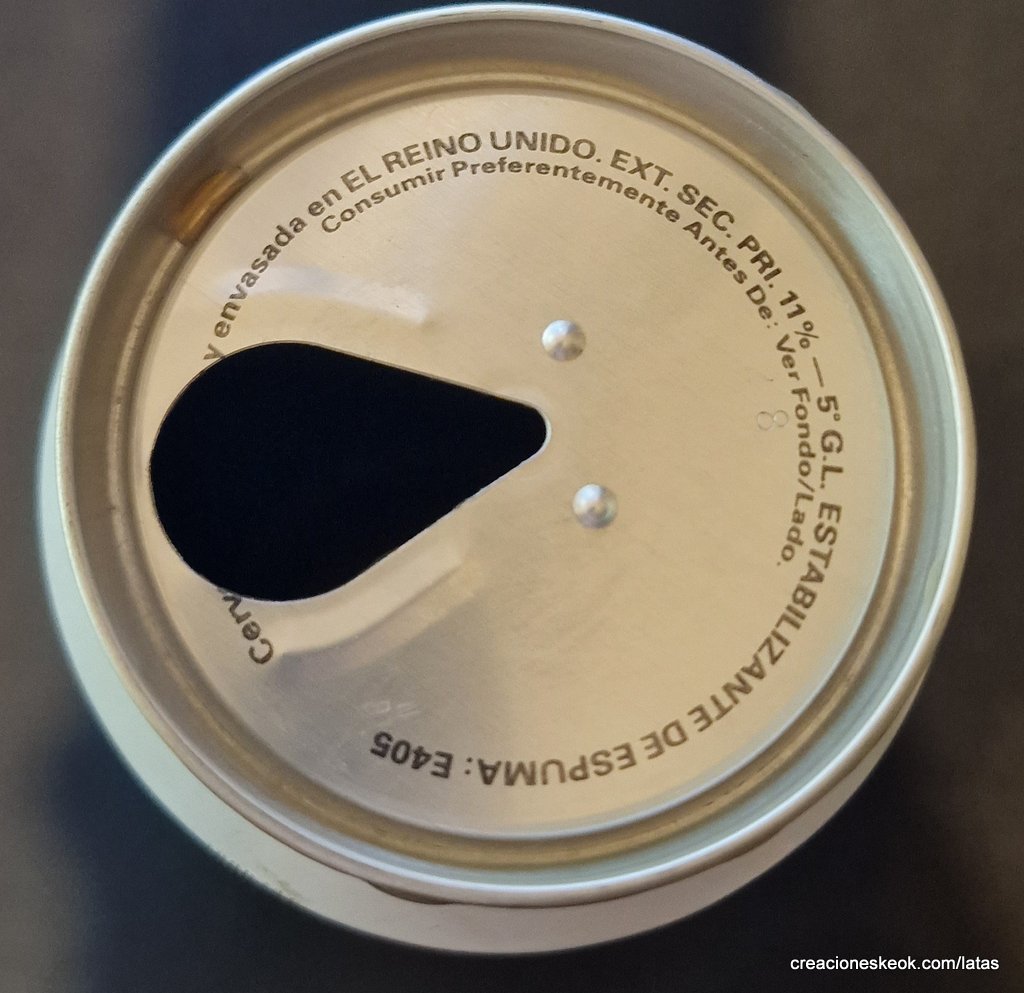 Cerv y envasada en EL REINO UNIDO. EXT. SEC. PRI. 11% — 5° G.L. ESTABILIZANTE DE ESPUMA: E405
Consumir Preferentemente Antes De: Ver Fondo/Lado.
8
creacioneskeok.com/latas